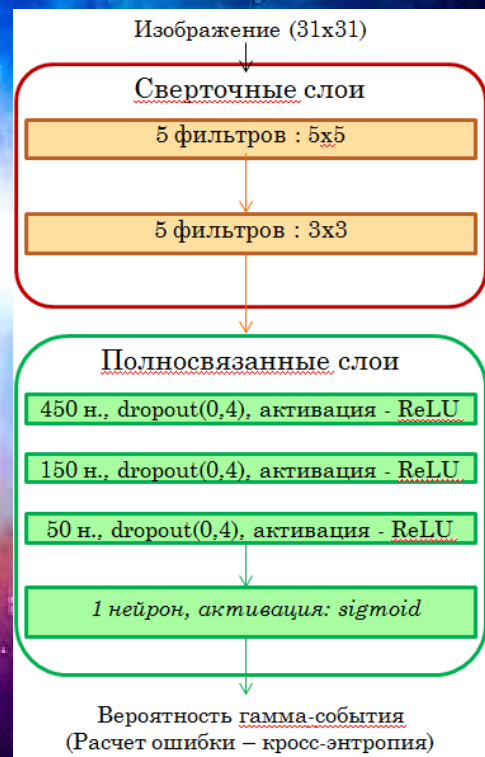 Изображение (31x31)
Сверточные слои
5 фильтров : 5x5
5 фильтров : 3x3
Полносвязанные слои
450 н., dropout(0,4), активация - ReLU
150 н., dropout(0,4), активация - ReLU
50 н., dropout(0,4), активация - ReLU
1 нейрон, активация: sigmoid
Вероятность гамма-события
(Расчет ошибки – кросс-энтропия)